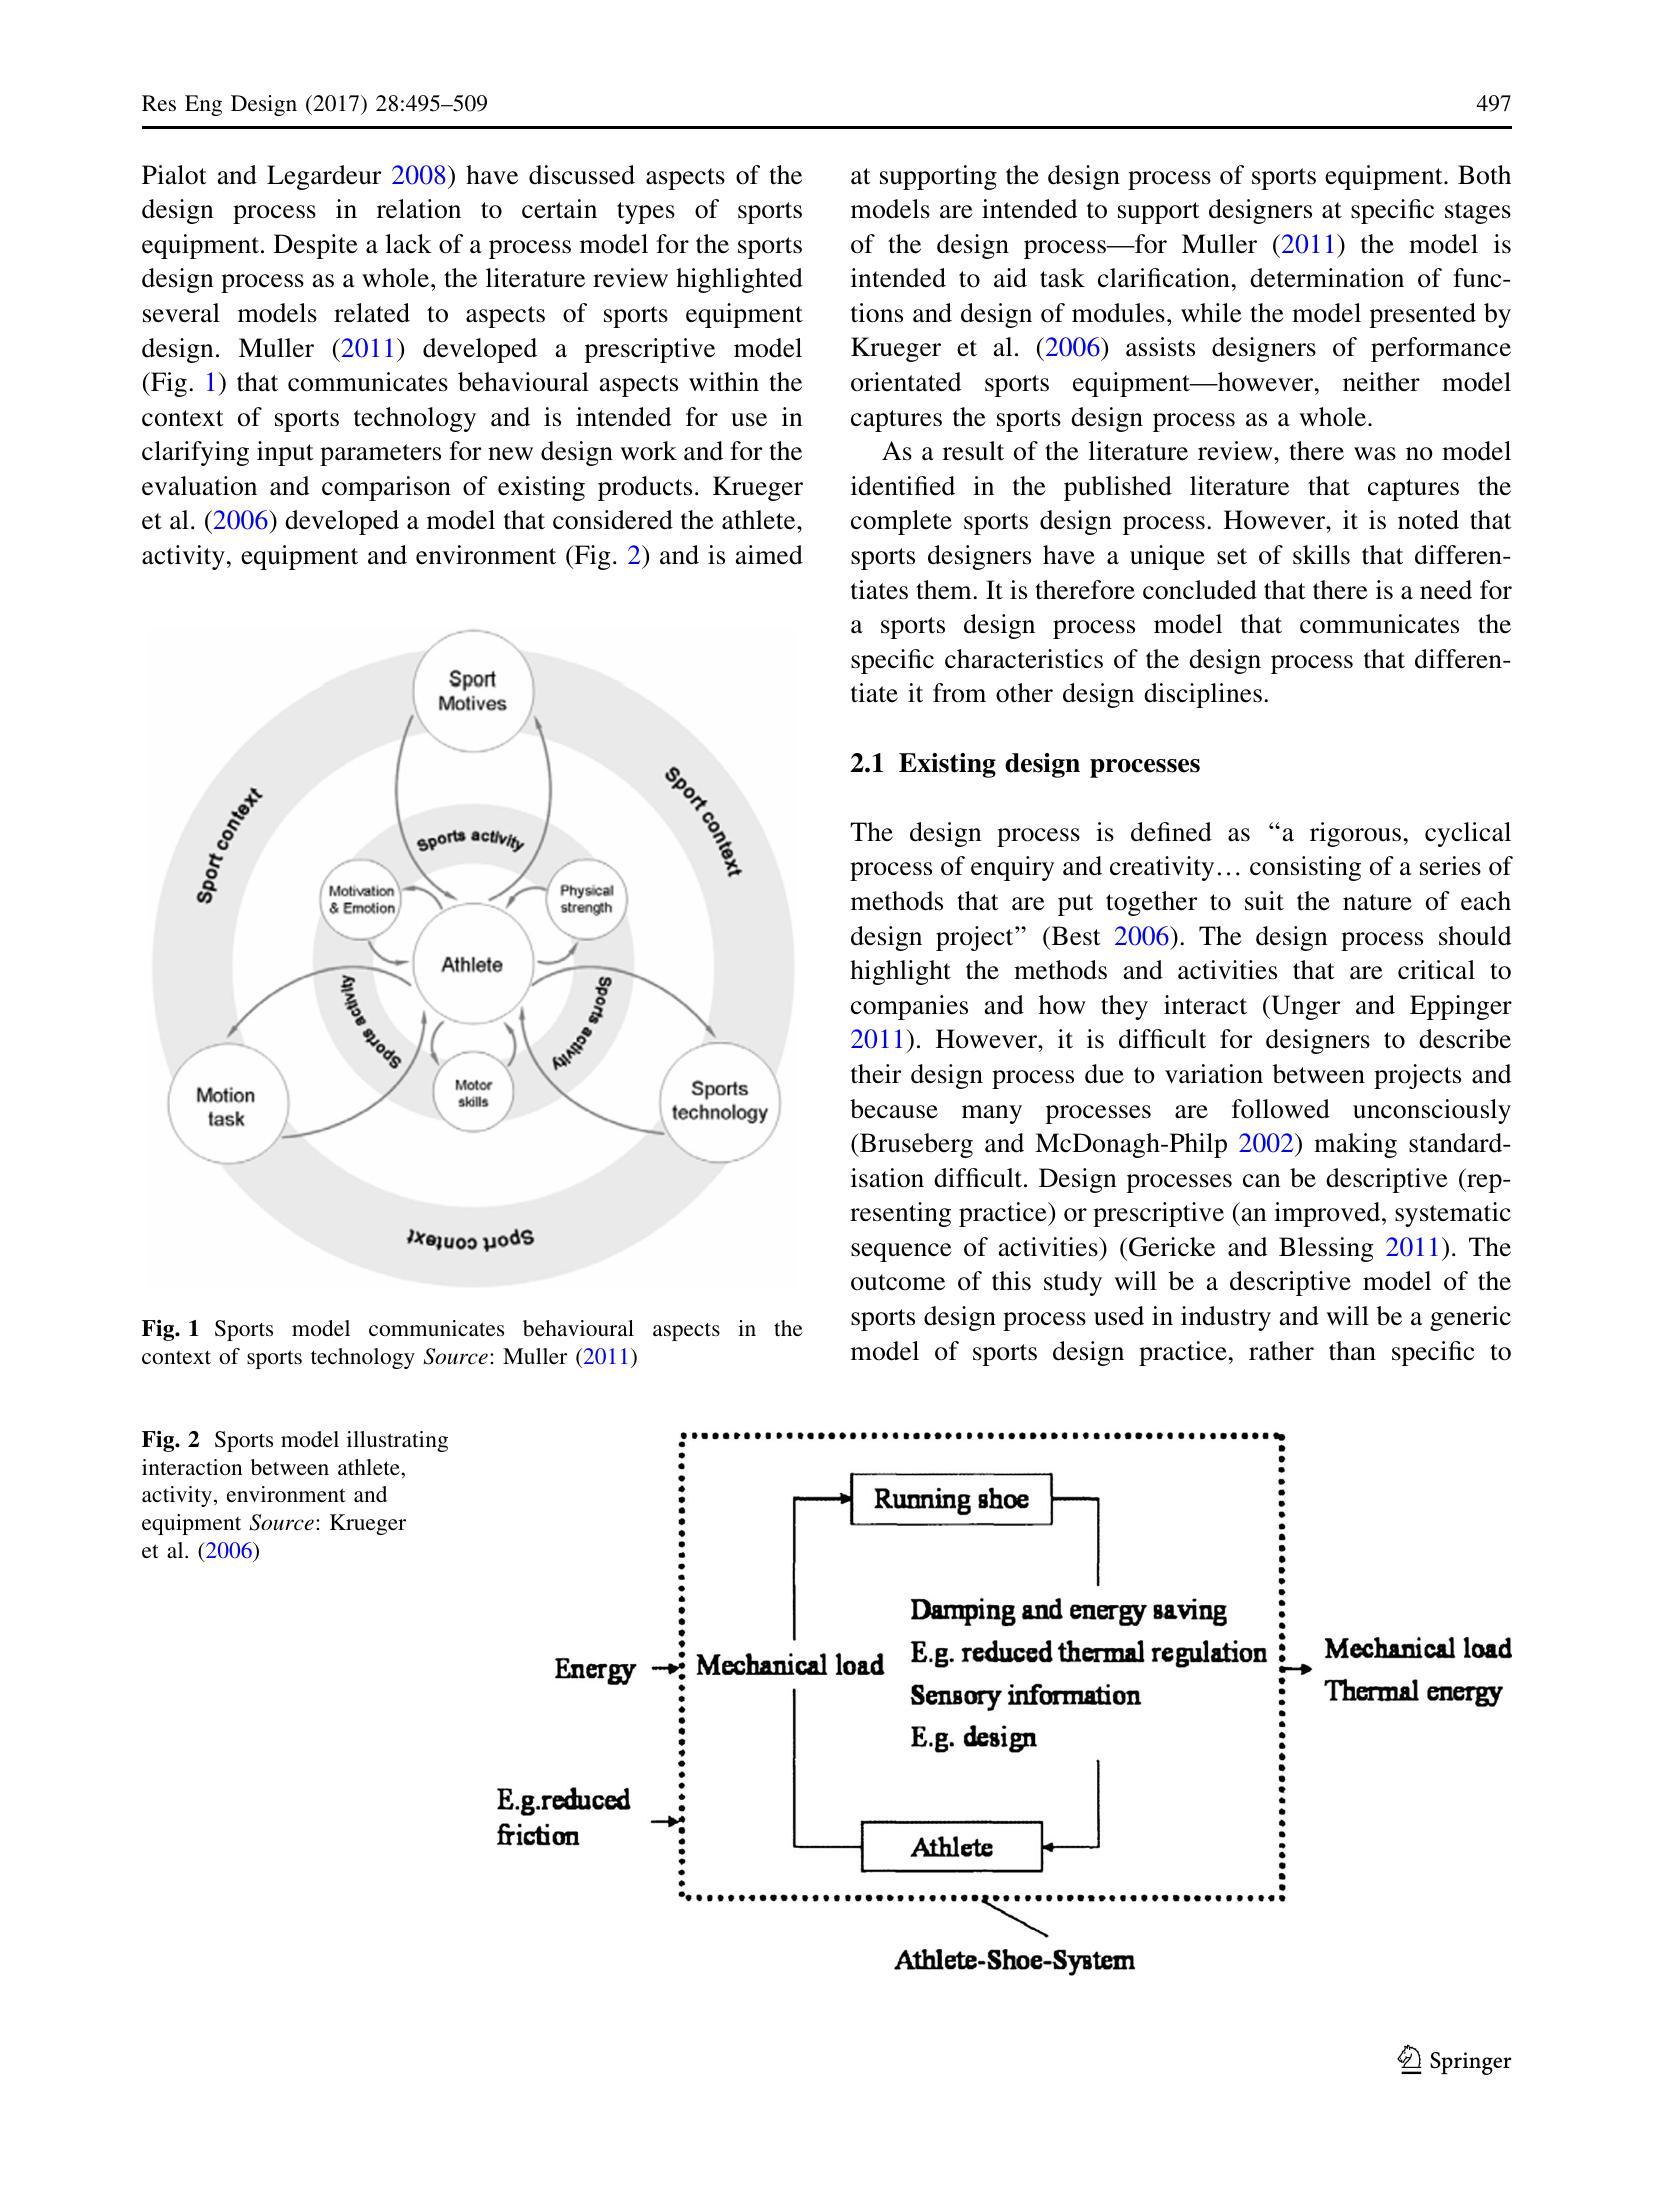 Res Eng Design (2017) 28:495–509
497
Pialot and Legardeur 2008) have discussed aspects of the
design process in relation to certain types of sports
equipment. Despite a lack of a process model for the sports
design process as a whole, the literature review highlighted
several models related to aspects of sports equipment
design. Muller (2011) developed a prescriptive model
(Fig. 1) that communicates behavioural aspects within the
context of sports technology and is intended for use in
clarifying input parameters for new design work and for the
evaluation and comparison of existing products. Krueger
et al. (2006) developed a model that considered the athlete,
activity, equipment and environment (Fig. 2) and is aimed
Sport
Motives
Sport context
Sport context
Sports activity
Motivation
& Emotion
Physical
strength
Athlete
Sports activity
Sports activity
Motion
task
Motor
skills
Sports
technology
Sport context
Fig. 1 Sports model communicates behavioural aspects in the
context of sports technology Source: Muller (2011)
at supporting the design process of sports equipment. Both
models are intended to support designers at specific stages
of the design process—for Muller (2011) the model is
intended to aid task clarification, determination of func-
tions and design of modules, while the model presented by
Krueger et al. (2006) assists designers of performance
orientated sports equipment—however, neither model
captures the sports design process as a whole.
As a result of the literature review, there was no model
identified in the published literature that captures the
complete sports design process. However, it is noted that
sports designers have a unique set of skills that differen-
tiates them. It is therefore concluded that there is a need for
a sports design process model that communicates the
specific characteristics of the design process that differen-
tiate it from other design disciplines.
2.1 Existing design processes
The design process is defined as “a rigorous, cyclical
process of enquiry and creativity… consisting of a series of
methods that are put together to suit the nature of each
design project” (Best 2006). The design process should
highlight the methods and activities that are critical to
companies and how they interact (Unger and Eppinger
2011). However, it is difficult for designers to describe
their design process due to variation between projects and
because many processes are followed unconsciously
(Bruseberg and McDonagh-Philp 2002) making standard-
isation difficult. Design processes can be descriptive (rep-
resenting practice) or prescriptive (an improved, systematic
sequence of activities) (Gericke and Blessing 2011). The
outcome of this study will be a descriptive model of the
sports design process used in industry and will be a generic
model of sports design practice, rather than specific to
Fig. 2 Sports model illustrating
interaction between athlete,
activity, environment and
equipment Source: Krueger
et al. (2006)
Running shoe
Damping and energy saving
E.g. reduced thermal regulation
Sensory information
E.g. design
Energy
Mechanical load
Mechanical load
Thermal energy
E.g.reduced
friction
Athlete
Athlete-Shoe-System
Springer